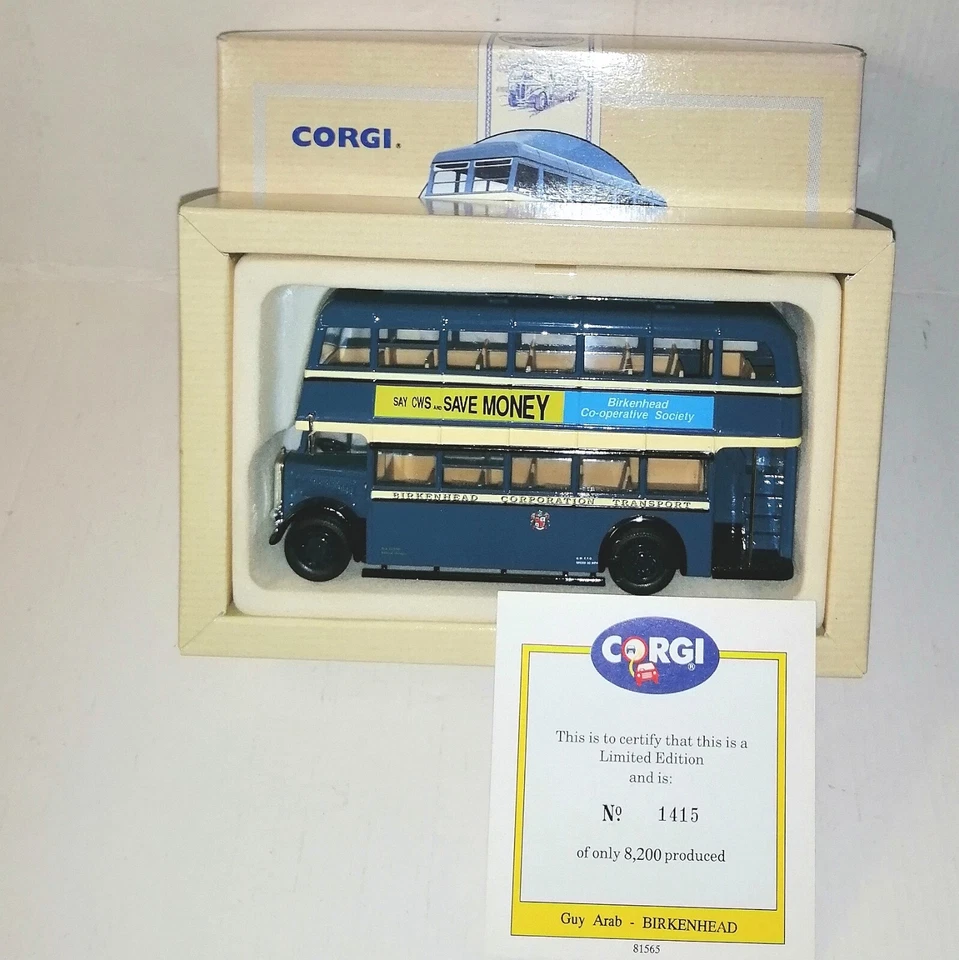 CORGI®
SAY CWS AND SAVE MONEY
Birkenhead
Co-operative Society
BIRKENHEAD CORPORATION TRANSPORT
CORGI®
This is to certify that this is a
Limited Edition
and is:
Nº 1415
of only 8,200 produced
Guy Arab - BIRKENHEAD
81565